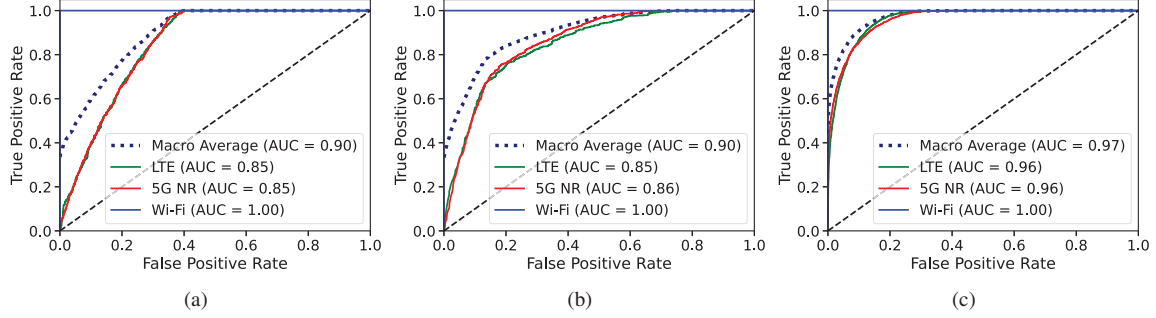 True Positive Rate
1.0
0.8
0.6
0.4
0.2
0.0
Macro Average (AUC = 0.90)
LTE (AUC = 0.85)
5G NR (AUC = 0.85)
Wi-Fi (AUC = 1.00)
0.0 0.2 0.4 0.6 0.8 1.0
False Positive Rate
(a)
True Positive Rate
1.0
0.8
0.6
0.4
0.2
0.0
Macro Average (AUC = 0.90)
LTE (AUC = 0.85)
5G NR (AUC = 0.86)
Wi-Fi (AUC = 1.00)
0.0 0.2 0.4 0.6 0.8 1.0
False Positive Rate
(b)
True Positive Rate
1.0
0.8
0.6
0.4
0.2
0.0
Macro Average (AUC = 0.97)
LTE (AUC = 0.96)
5G NR (AUC = 0.96)
Wi-Fi (AUC = 1.00)
0.0 0.2 0.4 0.6 0.8 1.0
False Positive Rate
(c)